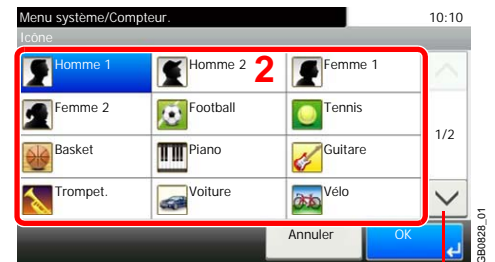 Menu système/Compteur. 10:10
Icône
Homme 1 Homme 2 2 Femme 1
Femme 2 Football Tennis
1/2
Basket Piano Guitare
Trompet. Voiture Vélo
Annuler OK
GB0828_01